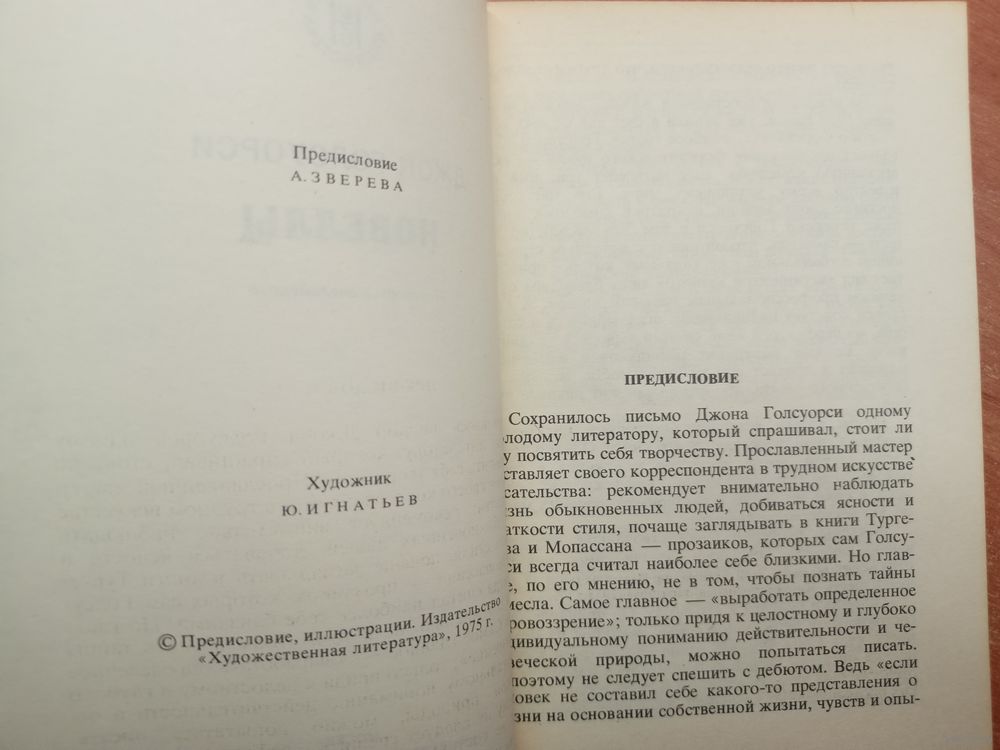 Предисловие
А. ЗВЕРЕВА
Художник
Ю. ИГНАТЬЕВ
© Предисловие, иллюстрации. Издательство
«Художественная литература», 1975 г.
ПРЕДИСЛОВИЕ
Сохранилось письмо Джона Голсуорси одному
олодому литератору, который спрашивал, стоит ли
у посвятить себя творчеству. Прославленный мастер
ставляет своего корреспондента в трудном искусстве
сательства: рекомендует внимательно наблюдать
знь обыкновенных людей, добиваться ясности и
аткости стиля, почаще заглядывать в книги Турге-
ва и Мопассана — прозаиков, которых сам Голсу-
си всегда считал наиболее себе близкими. Но глав-
е, по его мнению, не в том, чтобы познать тайны
месла. Самое главное — «выработать определенное
ровоззрение»; только придя к целостному и глубоко
дивидуальному пониманию действительности и че-
веческой природы, можно попытаться писать.
поэтому не следует спешить с дебютом. Ведь «если
ловек не составил себе какого-то представления о
зни на основании собственной жизни, чувств и опы-